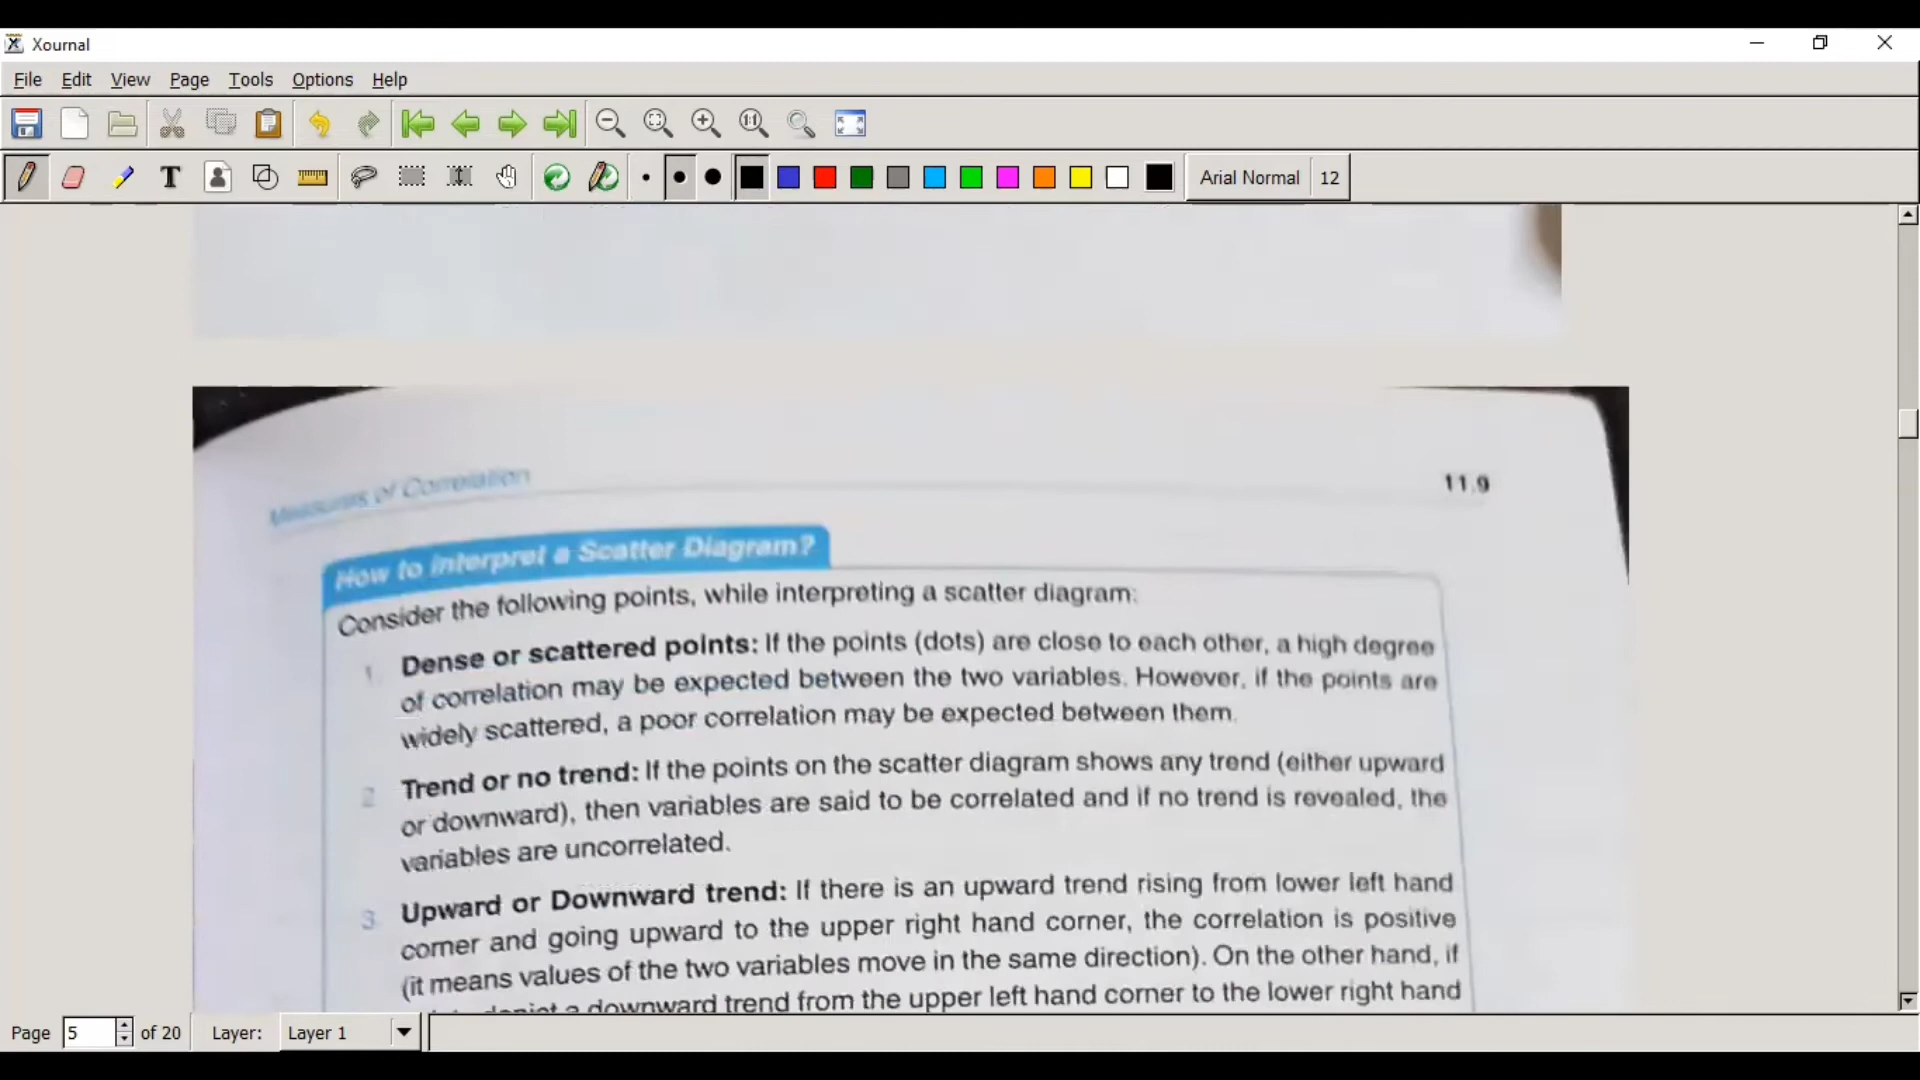 Xournal
File Edit View Page Tools Options Help
Arial Normal 12
Measures of Correlation 11.9
How to interpret a Scatter Diagram?
Consider the following points, while interpreting a scatter diagram:
1. Dense or scattered points: If the points (dots) are close to each other, a high degree
of correlation may be expected between the two variables. However, if the points are
widely scattered, a poor correlation may be expected between them.
2. Trend or no trend: If the points on the scatter diagram shows any trend (either upward
or downward), then variables are said to be correlated and if no trend is revealed, the
variables are uncorrelated.
3. Upward or Downward trend: If there is an upward trend rising from lower left hand
corner and going upward to the upper right hand corner, the correlation is positive
(it means values of the two variables move in the same direction). On the other hand, if
depict a downward trend from the upper left hand corner to the lower right hand
Page 5 of 20 Layer: Layer 1